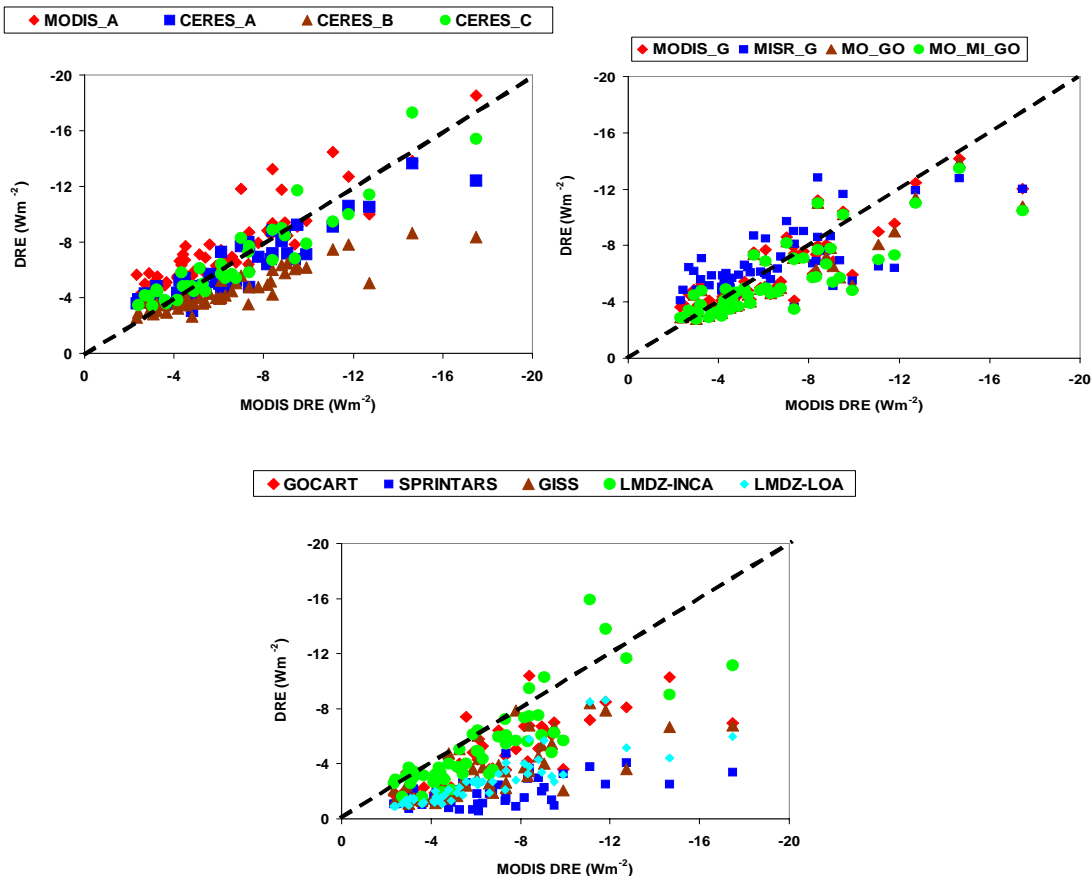 MODIS_A CERES_A CERES_B CERES_C
-20
-16
-12
-8
-4
0
DRE (Wm-2)
0 -4 -8 -12 -16 -20
MODIS DRE (Wm-2)
MODIS_G MISR_G MO_GO MO_MI_GO
-20
-16
-12
-8
-4
0
DRE (Wm-2)
0 -4 -8 -12 -16 -20
MODIS DRE (Wm-2)
GOCART SPRINTARS GISS LMDZ-INCA LMDZ-LOA
-20
-16
-12
-8
-4
0
DRE (Wm-2)
0 -4 -8 -12 -16 -20
MODIS DRE (Wm-2)